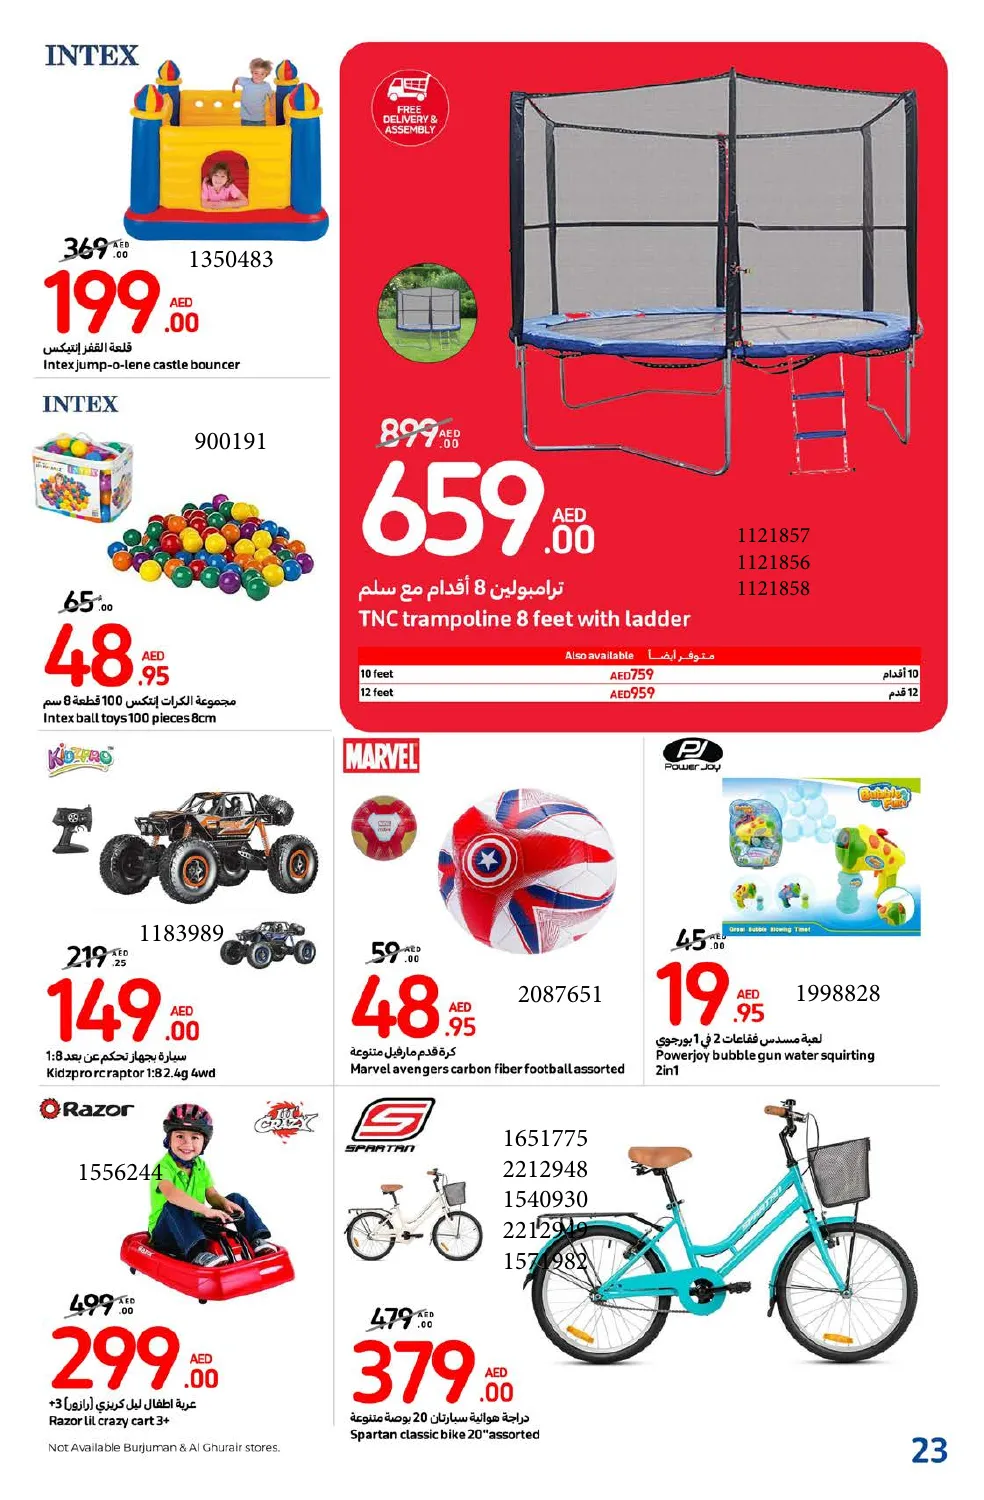 INTEX
369 AED .00
1350483
199 AED .00
قلعة القفز إنتيكس
Intex jump-o-lene castle bouncer
FREE
DELIVERY &
ASSEMBLY
899 AED .00
659 AED .00
1121857
1121856
1121858
ترامبولين 8 أقدام مع سلم
TNC trampoline 8 feet with ladder
Also available متوفر أيضاً
10 feet AED759 10 أقدام
12 feet AED959 12 قدم
INTEX
900191
INTEX
65 .00
48 AED .95
مجموعة الكرات إنتكس 100 قطعة 8 سم
Intex ball toys 100 pieces 8cm
KiDZPRO
1183989
219 AED .25
149 AED .00
سيارة بجهاز تحكم عن بعد 1:8
Kidzpro rc raptor 1:8 2.4g 4wd
MARVEL
59 AED .00
2087651
48 AED .95
كرة قدم مارفيل متنوعة
Marvel avengers carbon fiber football assorted
PJ
Power Joy
Bubble Fun
Great Bubble Blowing Time!
45 AED .00
19 AED .95
1998828
لعبة مسدس فقاعات 2 في 1 بورجوي
Powerjoy bubble gun water squirting
2in1
Razor
LIL' CRAZY
1556244
499 AED .00
299 AED .00
عربة اطفال ليل كريزي (رازور) 3+
Razor lil crazy cart 3+
SPARTAN
1651775
2212948
1540930
2212949
1571982
SPARTAN
479 AED .00
379 AED .00
دراجة هوائية سبارتان 20 بوصة متنوعة
Spartan classic bike 20"assorted
Not Available Burjuman & Al Ghurair stores.
23